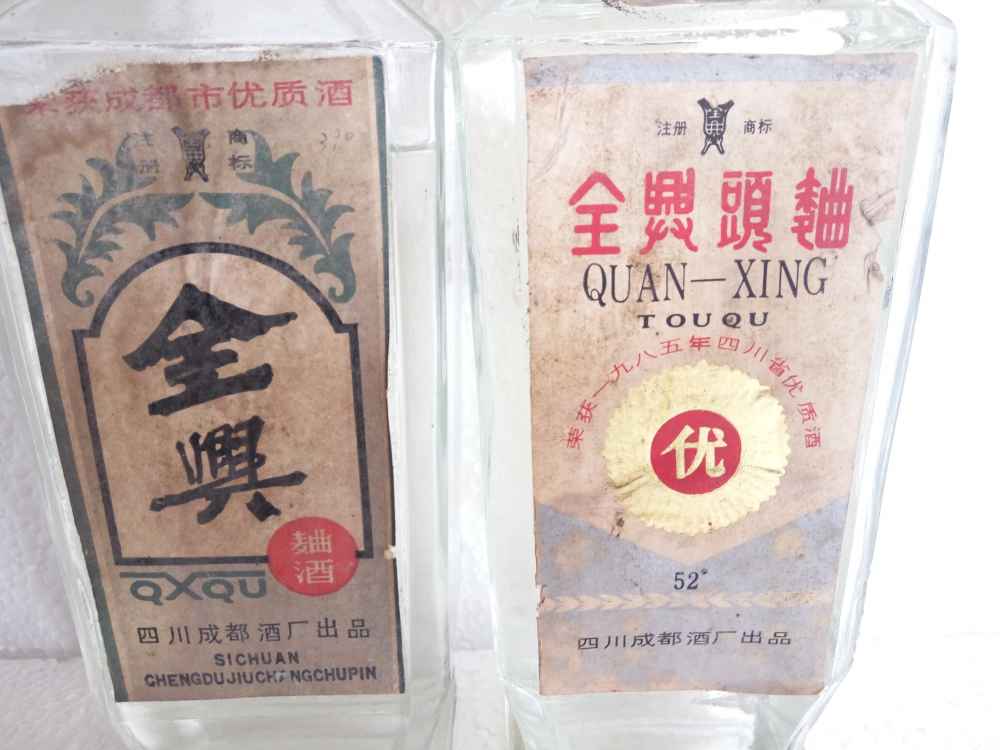 荣获成都市优质酒
注册 商标
全興
麯酒
QXQU
四川成都酒厂出品
SICHUAN
CHENGDUJIUCHANGCHUPIN
注册 全興 商标
全興頭麯
QUAN—XING
TOUQU
荣获一九八五年四川省优质酒
优
52°
四川成都酒厂出品